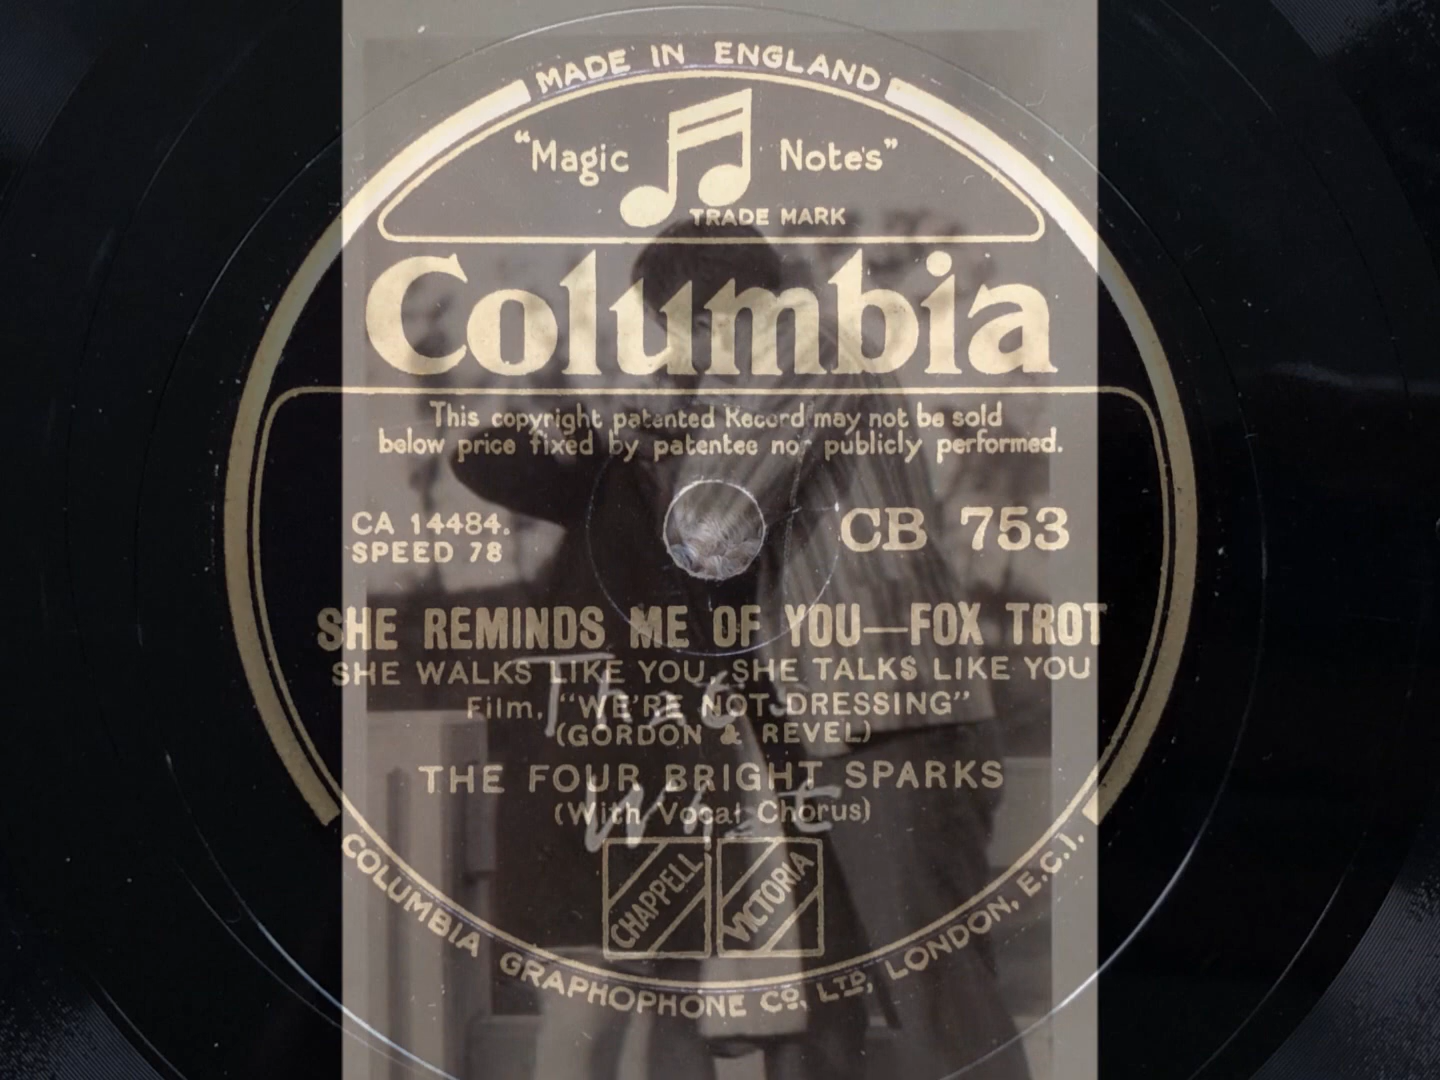 MADE IN ENGLAND
"Magic Notes"
TRADE MARK
Columbia
This copyright patented Record may not be sold
below price fixed by patentee nor publicly performed.
CA 14484.
SPEED 78
CB 753
SHE REMINDS ME OF YOU—FOX TROT
SHE WALKS LIKE YOU, SHE TALKS LIKE YOU
Film, "WE'RE NOT DRESSING"
(GORDON & REVEL)
THE FOUR BRIGHT SPARKS
(With Vocal Chorus)
CHAPPELL VICTORIA
COLUMBIA GRAPHOPHONE CO, LTD, LONDON, E.C.1.
That's
What